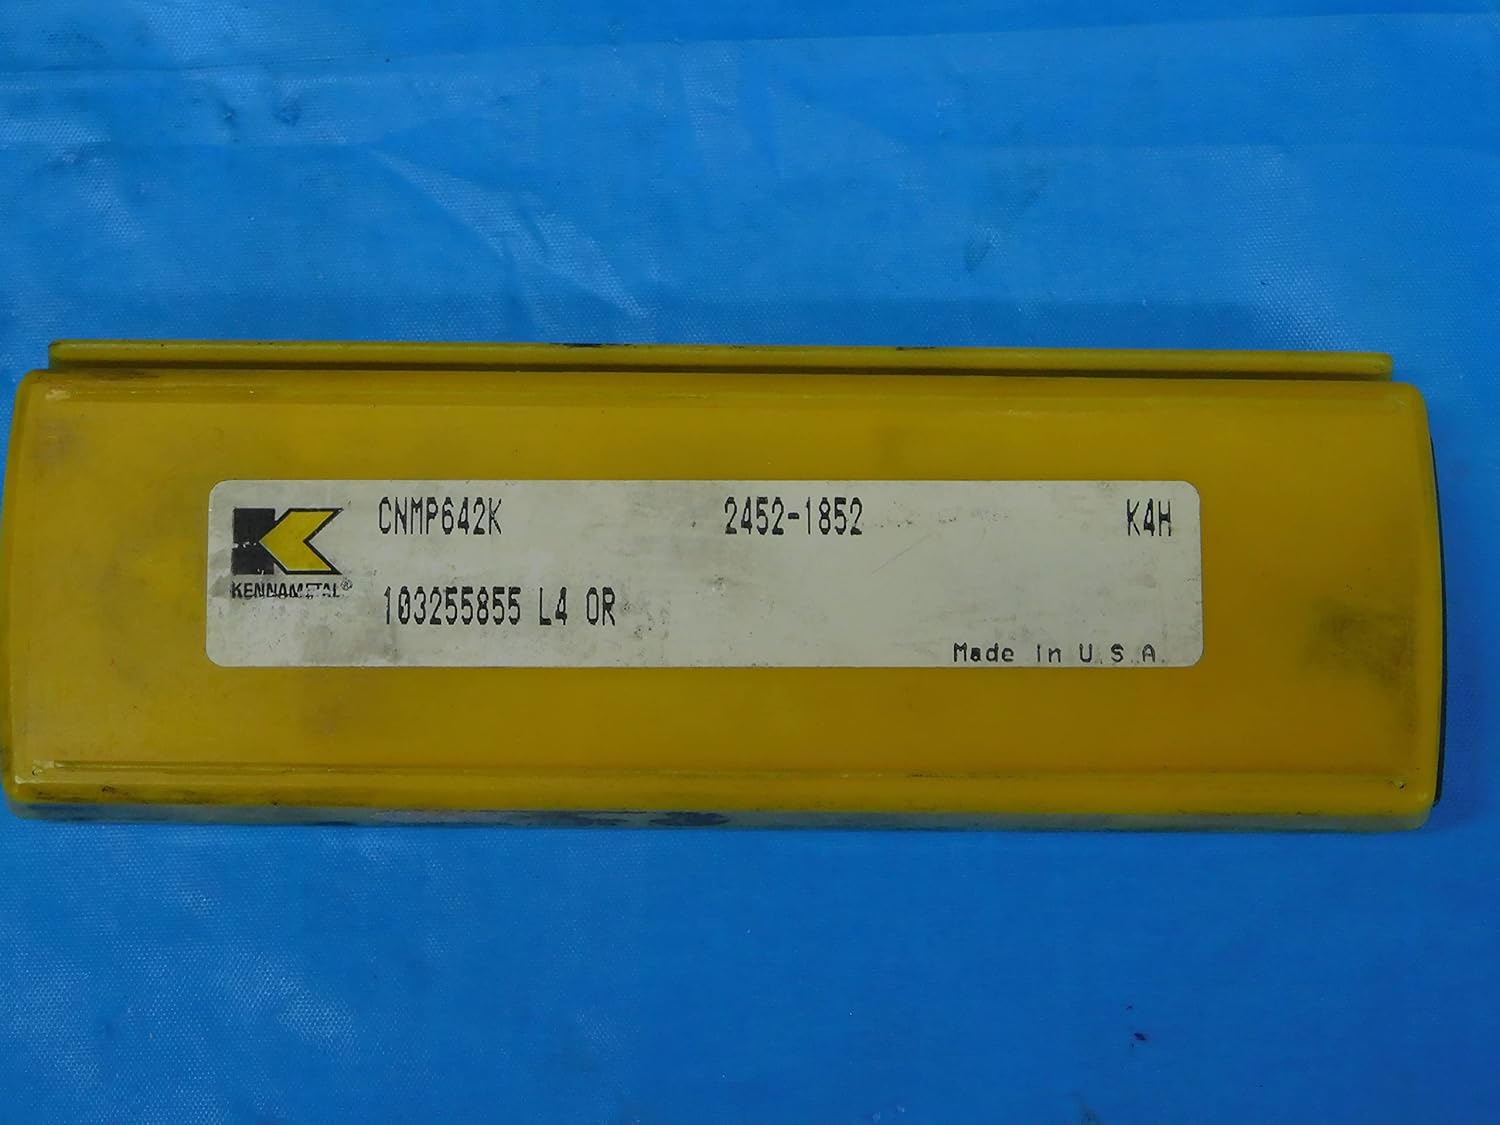 CNMP642K 2452-1852 K4H
KENNAMETAL®
103255855 L4 OR
Made In U.S.A.